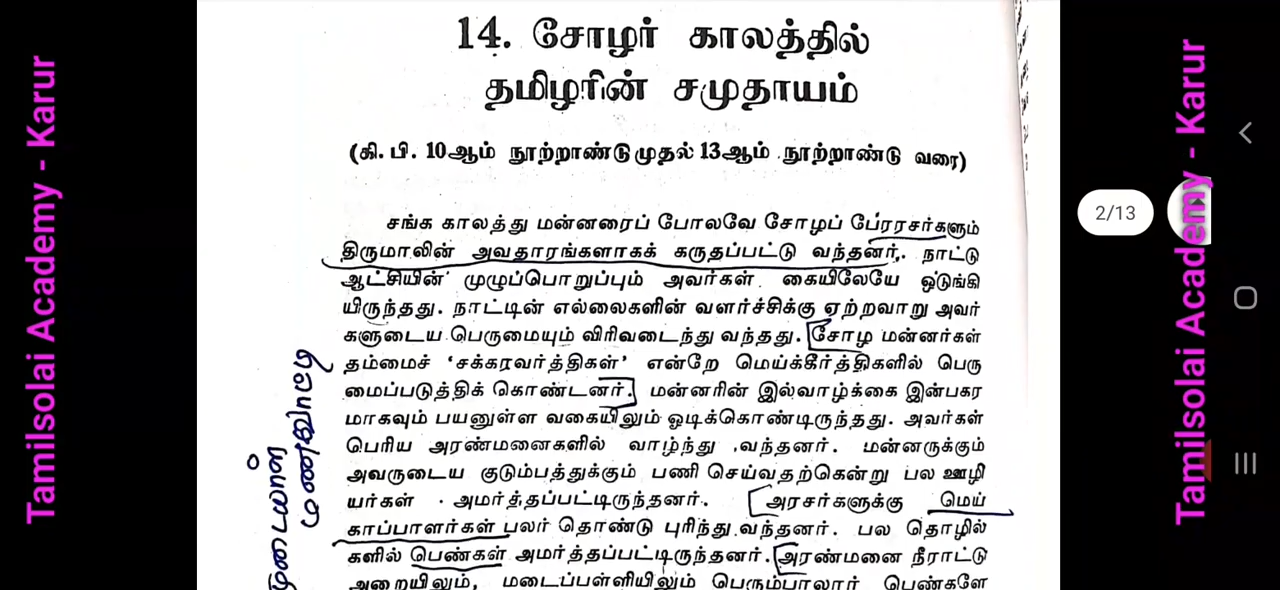 14. சோழர் காலத்தில்
தமிழரின் சமுதாயம்
(கி. பி. 10ஆம் நூற்றாண்டு முதல் 13ஆம் நூற்றாண்டு வரை)
சங்க காலத்து மன்னரைப் போலவே சோழப் பேரரசர்களும்
திருமாலின் அவதாரங்களாகக் கருதப்பட்டு வந்தனர். நாட்டு
ஆட்சியின் முழுப்பொறுப்பும் அவர்கள் கையிலேயே ஒடுங்கி
யிருந்தது. நாட்டின் எல்லைகளின் வளர்ச்சிக்கு ஏற்றவாறு அவர்
களுடைய பெருமையும் விரிவடைந்து வந்தது. சோழ மன்னர்கள்
தம்மைச் 'சக்கரவர்த்திகள்' என்றே மெய்க்கீர்த்திகளில் பெரு
மைப்படுத்திக் கொண்டனர். மன்னரின் இல்வாழ்க்கை இன்பகர
மாகவும் பயனுள்ள வகையிலும் ஓடிக்கொண்டிருந்தது. அவர்கள்
பெரிய அரண்மனைகளில் வாழ்ந்து வந்தனர். மன்னருக்கும்
அவருடைய குடும்பத்துக்கும் பணி செய்வதற்கென்று பல ஊழி
யர்கள் அமர்த்தப்பட்டிருந்தனர். அரசர்களுக்கு மெய்
காப்பாளர்கள் பலர் தொண்டு புரிந்து வந்தனர். பல தொழில்
களில் பெண்கள் அமர்த்தப்பட்டிருந்தனர். அரண்மனை நீராட்டு
அறையிலும், மடைப்பள்ளியிலும் பெரும்பாலார் பெண்களே
2/13
Tamilsolai Academy - Karur
Tamilsolai Academy - Karur